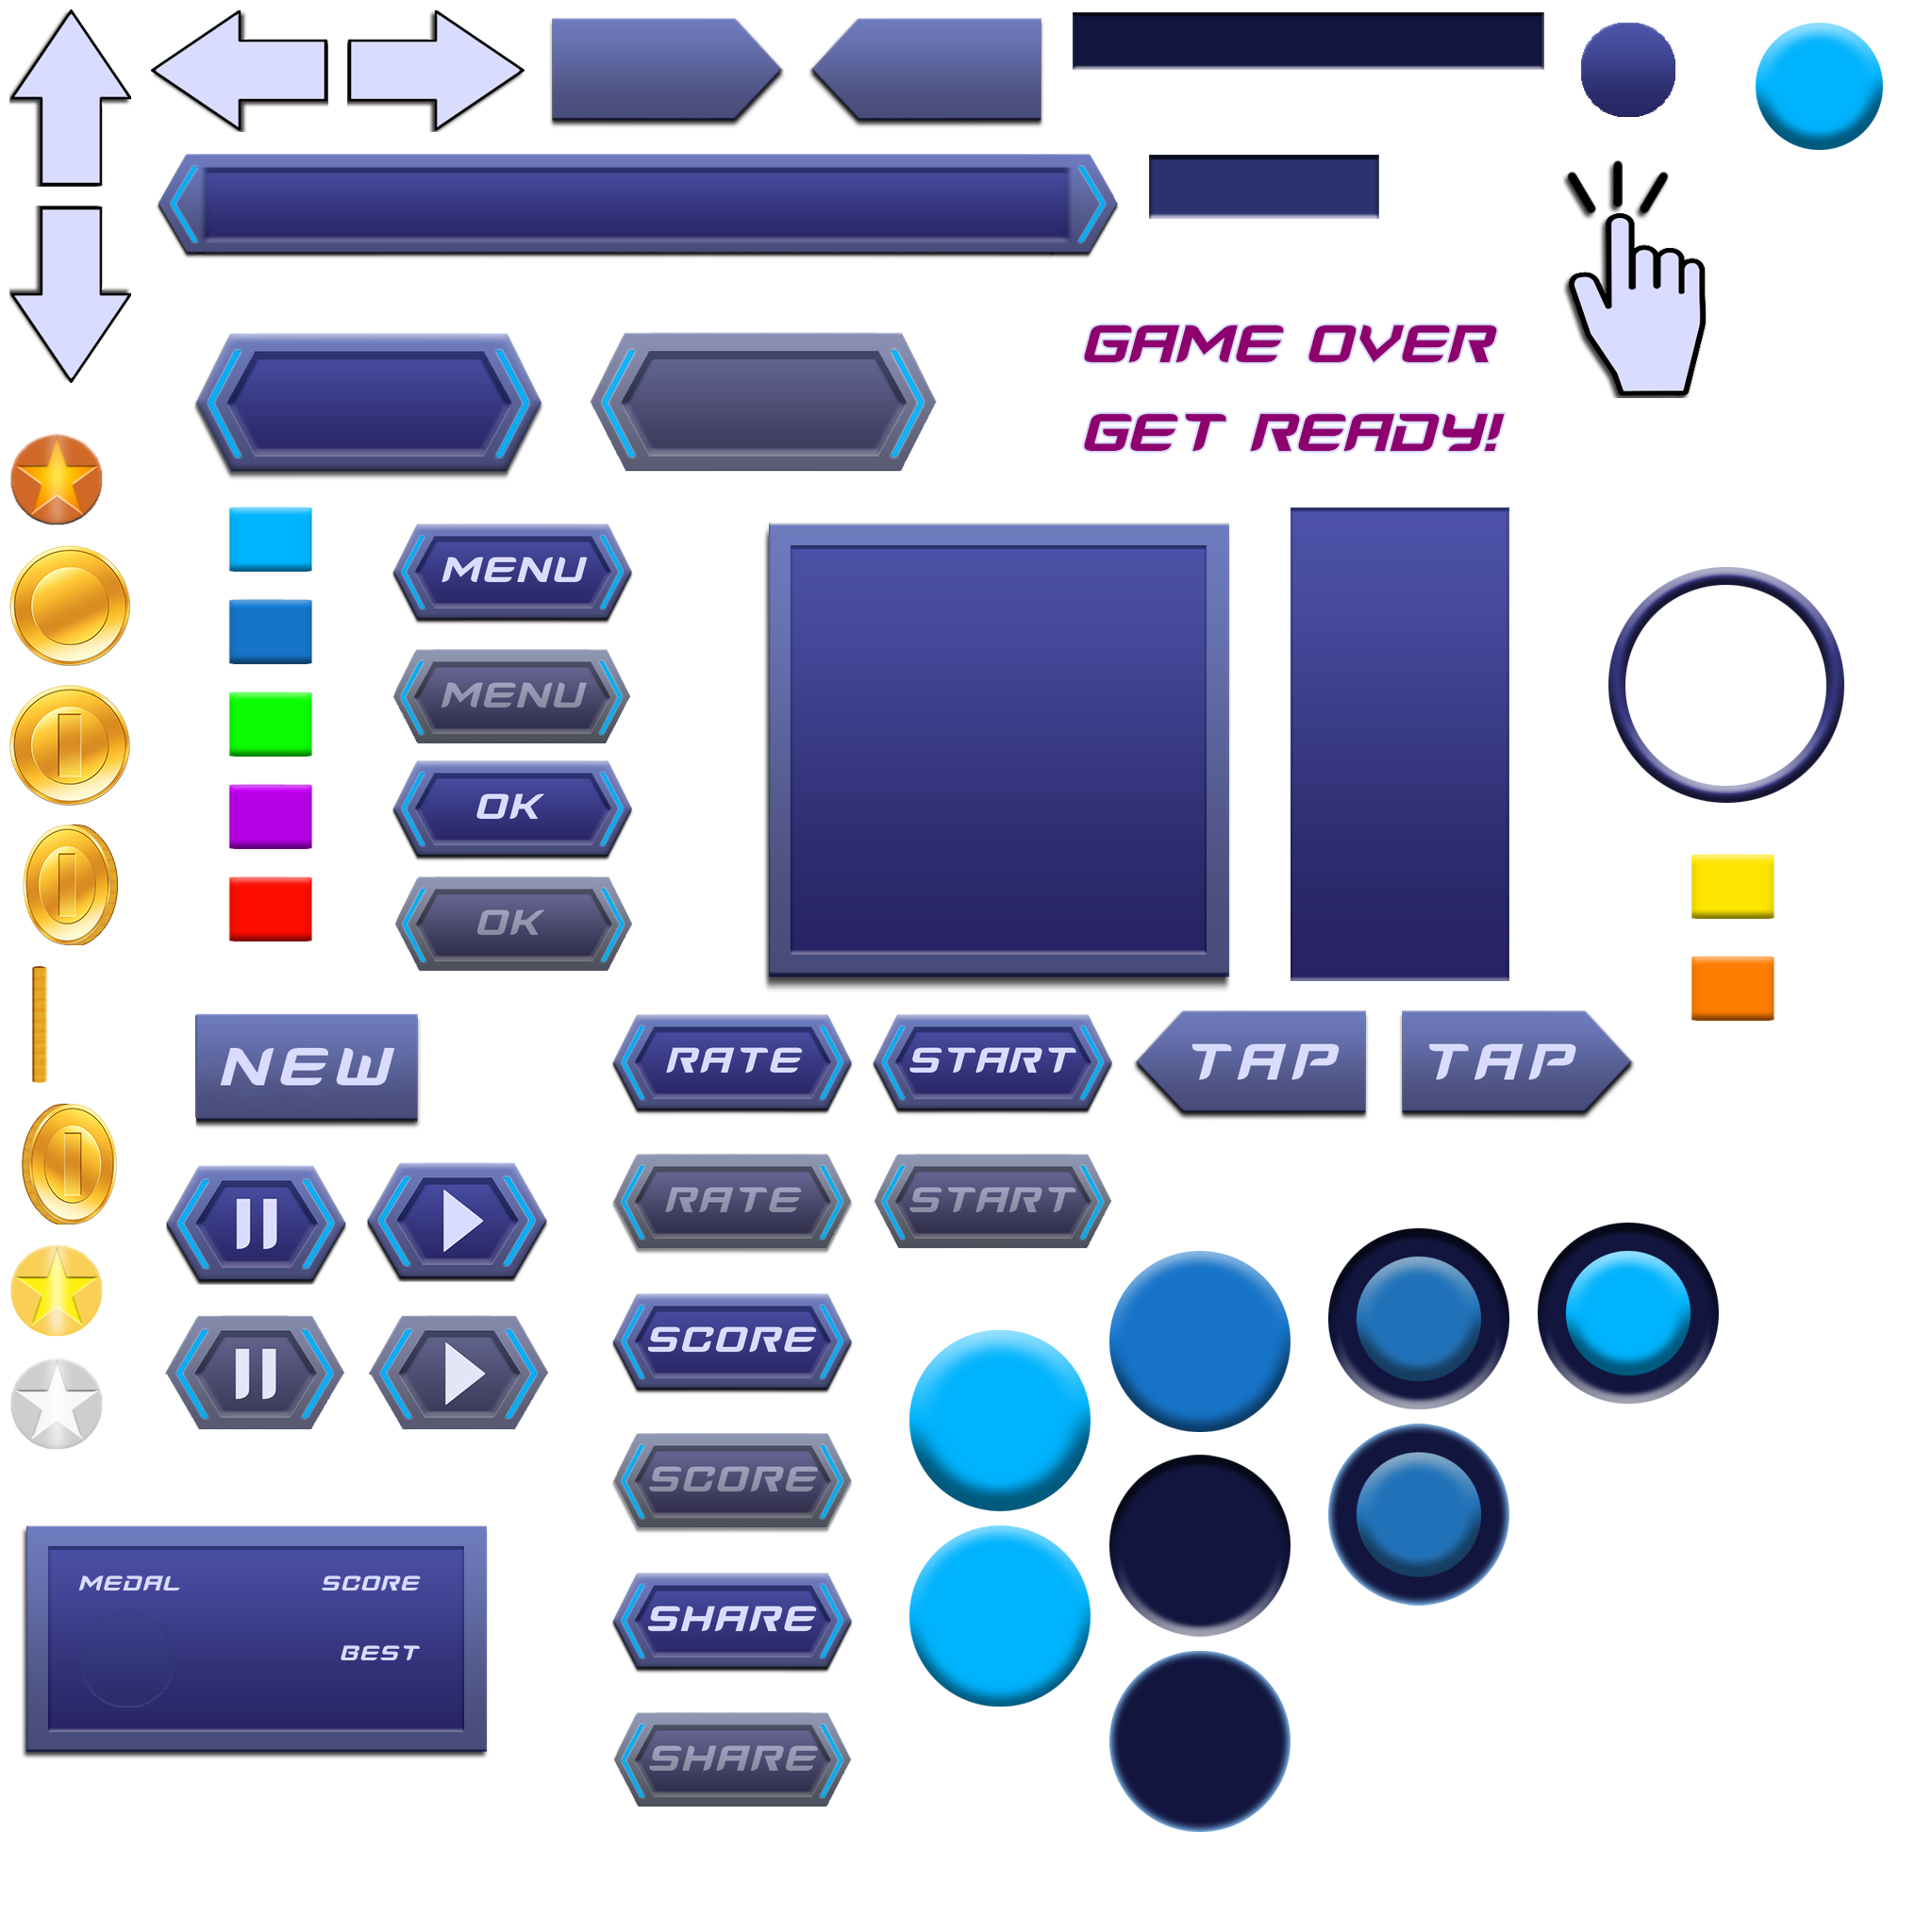 GAME OVER
GET READY!
MENU
MENU
OK
OK
NEW
RATE
START
TAP
TAP
RATE
START
SCORE
SCORE
MEDAL
SCORE
BEST
SHARE
SHARE